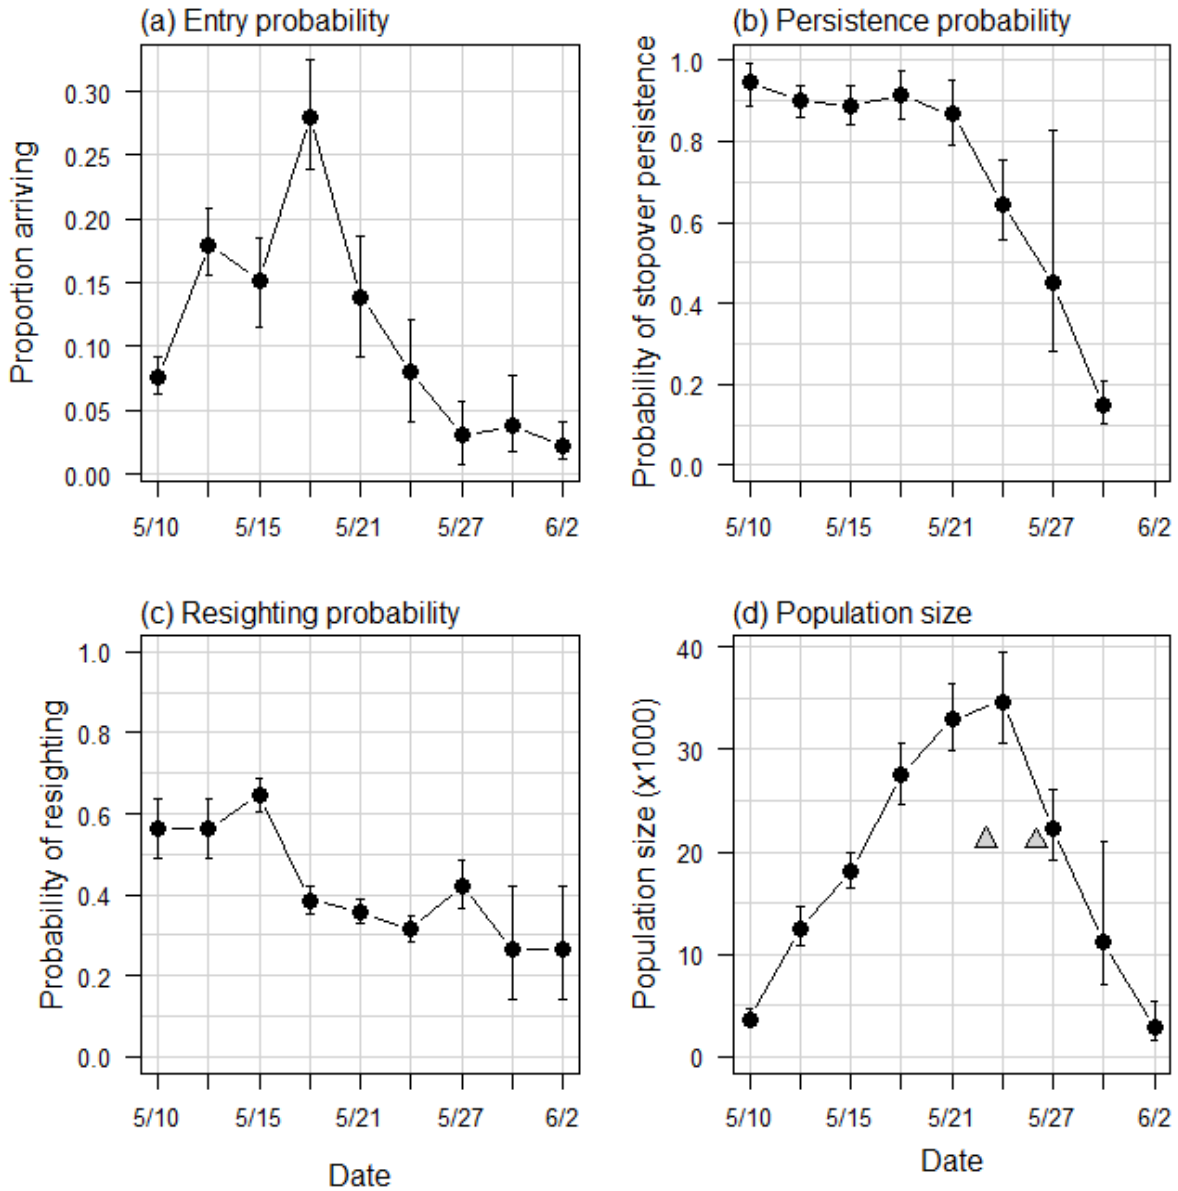 (a) Entry probability
Proportion arriving
0.30
0.25
0.20
0.15
0.10
0.05
0.00
5/10 5/15 5/21 5/27 6/2
(b) Persistence probability
Probability of stopover persistence
1.0
0.8
0.6
0.4
0.2
0.0
5/10 5/15 5/21 5/27 6/2
(c) Resighting probability
Probability of resighting
1.0
0.8
0.6
0.4
0.2
0.0
5/10 5/15 5/21 5/27 6/2
Date
(d) Population size
Population size (x1000)
40
30
20
10
0
5/10 5/15 5/21 5/27 6/2
Date